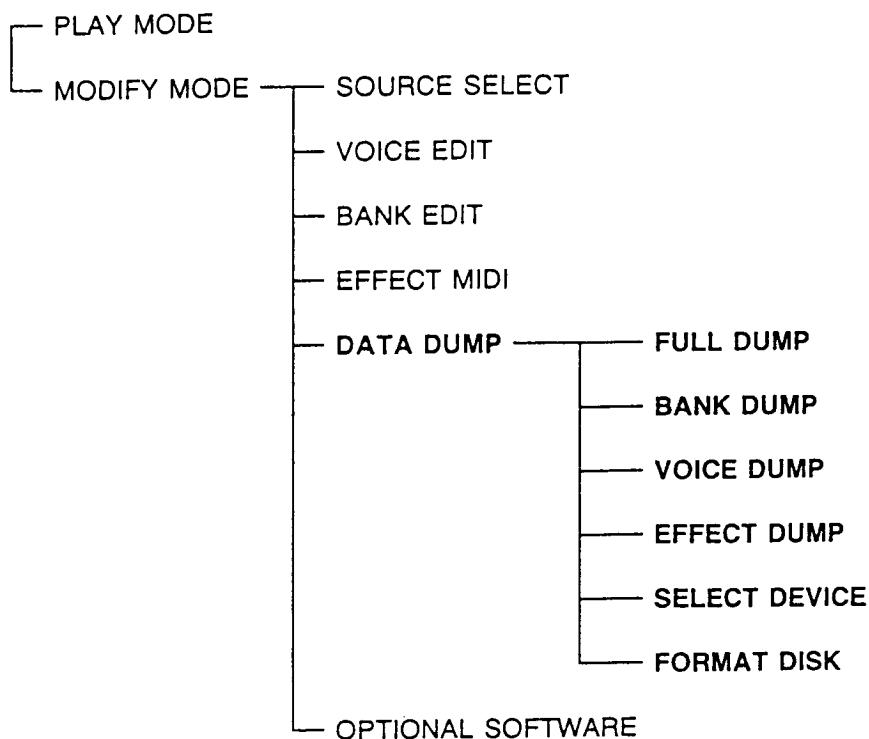 PLAY MODE
MODIFY MODE
SOURCE SELECT
VOICE EDIT
BANK EDIT
EFFECT MIDI
DATA DUMP
FULL DUMP
BANK DUMP
VOICE DUMP
EFFECT DUMP
SELECT DEVICE
FORMAT DISK
OPTIONAL SOFTWARE